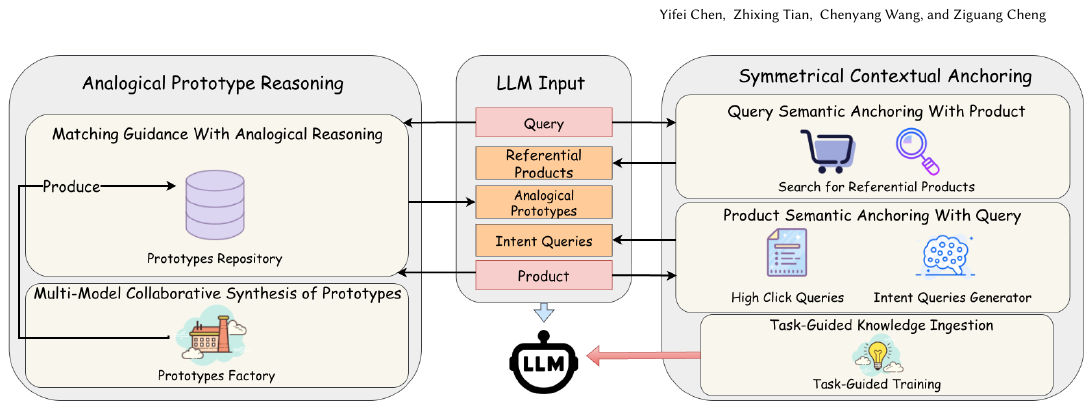 Yifei Chen, Zhixing Tian, Chenyang Wang, and Ziguang Cheng
Analogical Prototype Reasoning
Matching Guidance With Analogical Reasoning
Produce
Prototypes Repository
Multi-Model Collaborative Synthesis of Prototypes
Prototypes Factory
LLM Input
Query
Referential
Products
Analogical
Prototypes
Intent Queries
Product
LLM
Symmetrical Contextual Anchoring
Query Semantic Anchoring With Product
Search for Referential Products
Product Semantic Anchoring With Query
High Click Queries
Intent Queries Generator
Task-Guided Knowledge Ingestion
Task-Guided Training